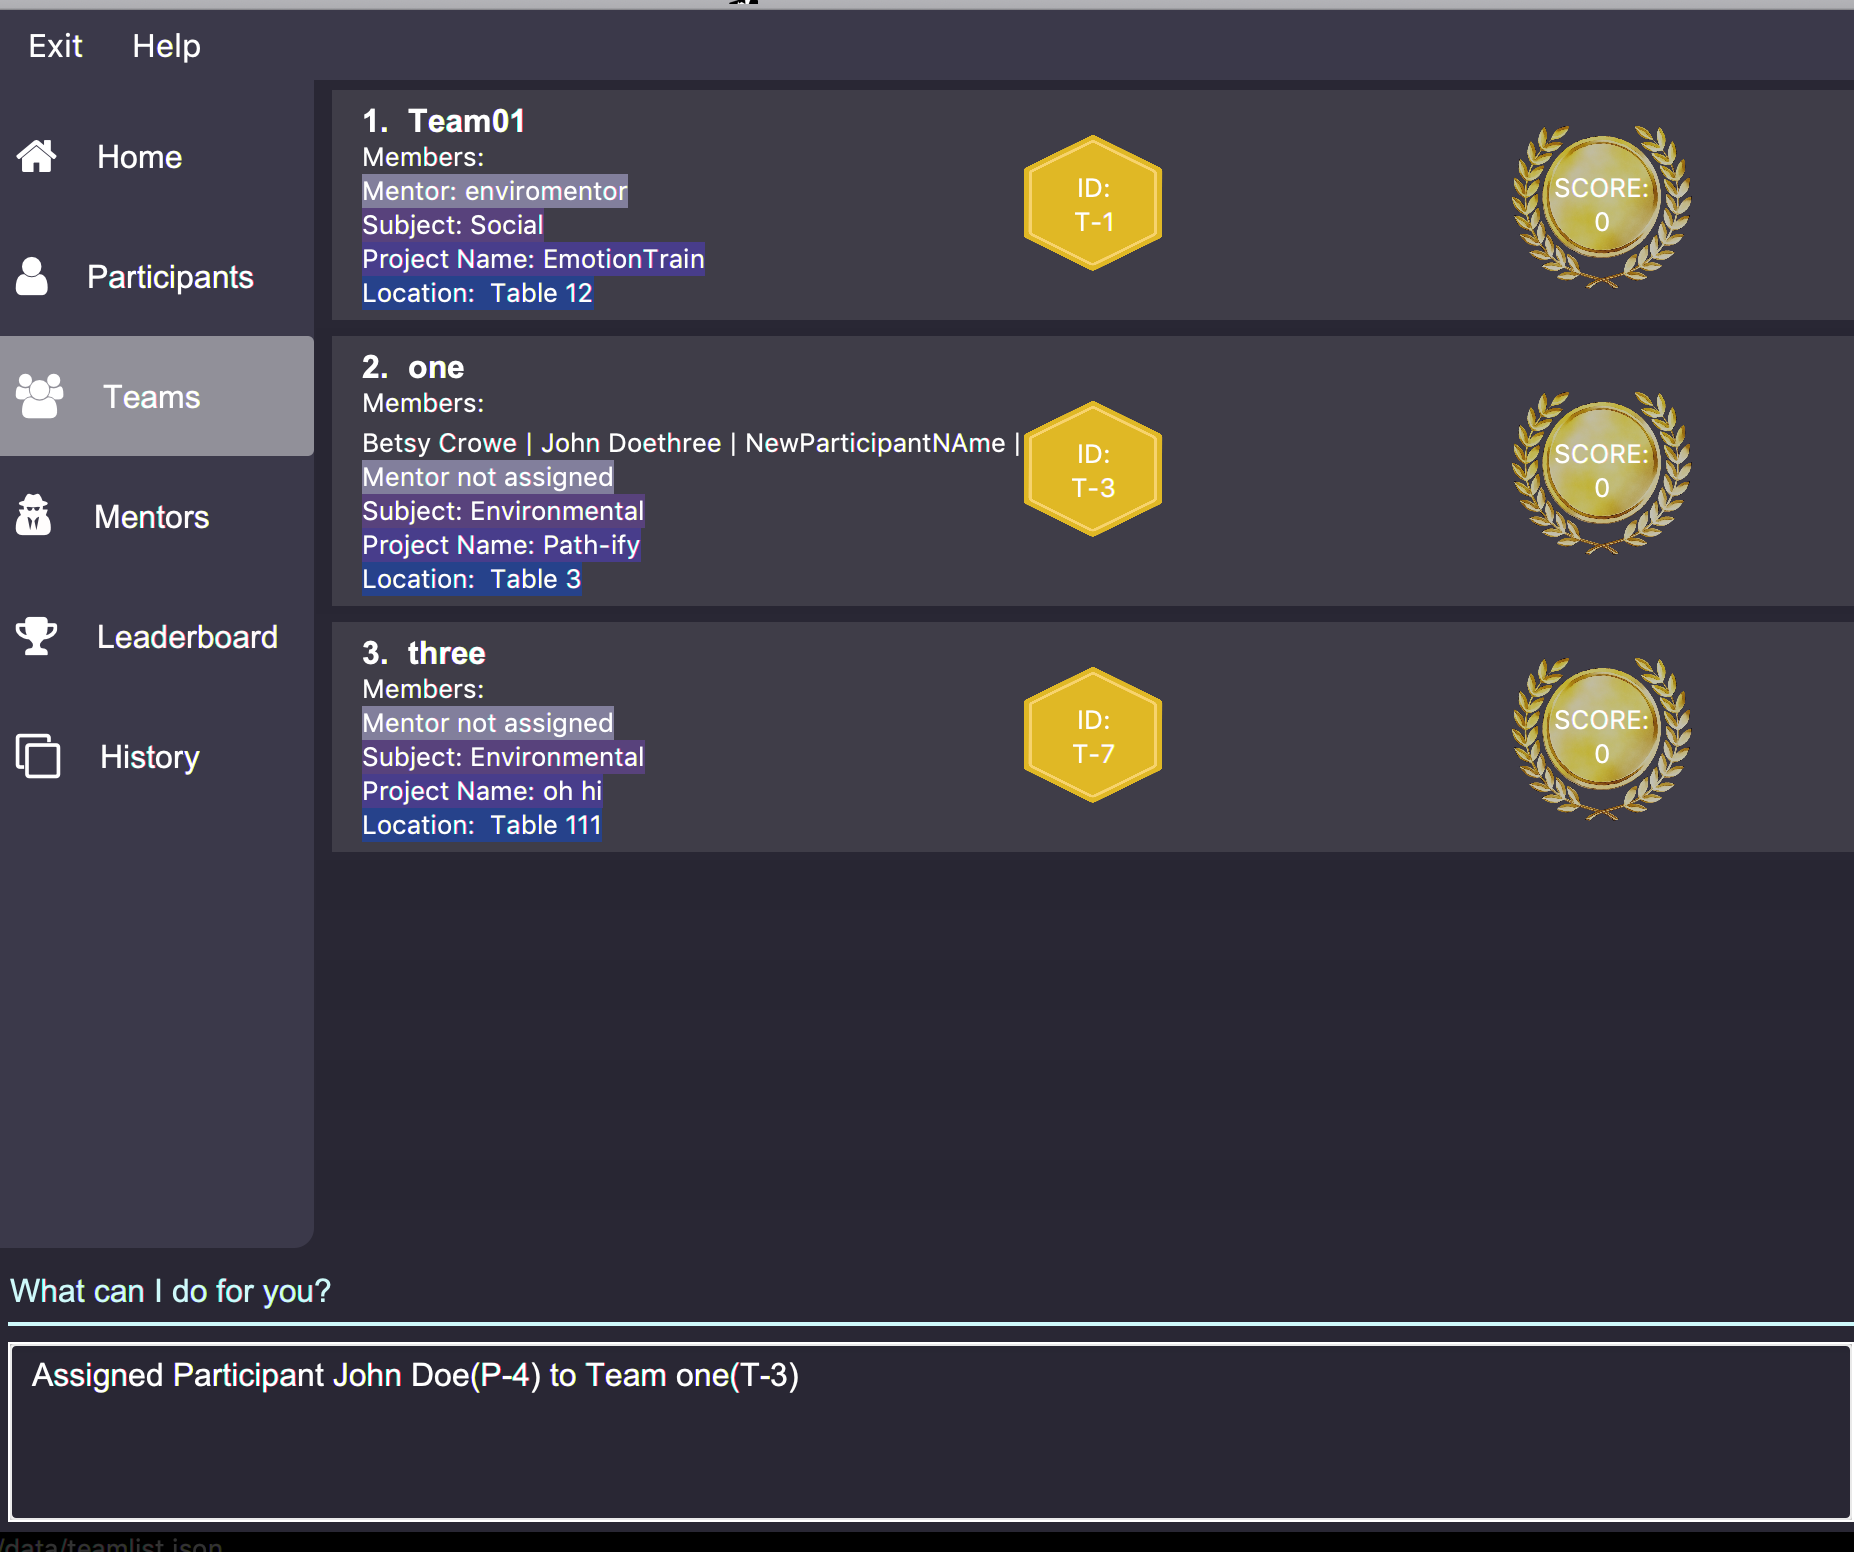 Exit Help
Home
Participants
Teams
Mentors
Leaderboard
History
1. Team01
Members:
Mentor: enviromentor
Subject: Social
Project Name: EmotionTrain
Location: Table 12
ID:
T-1
SCORE:
0
2. one
Members:
Betsy Crowe | John Doethree | NewParticipantNAme |
Mentor not assigned
Subject: Environmental
Project Name: Path-ify
Location: Table 3
ID:
T-3
SCORE:
0
3. three
Members:
Mentor not assigned
Subject: Environmental
Project Name: oh hi
Location: Table 111
ID:
T-7
SCORE:
0
What can I do for you?
Assigned Participant John Doe(P-4) to Team one(T-3)
/data/teamlist.json